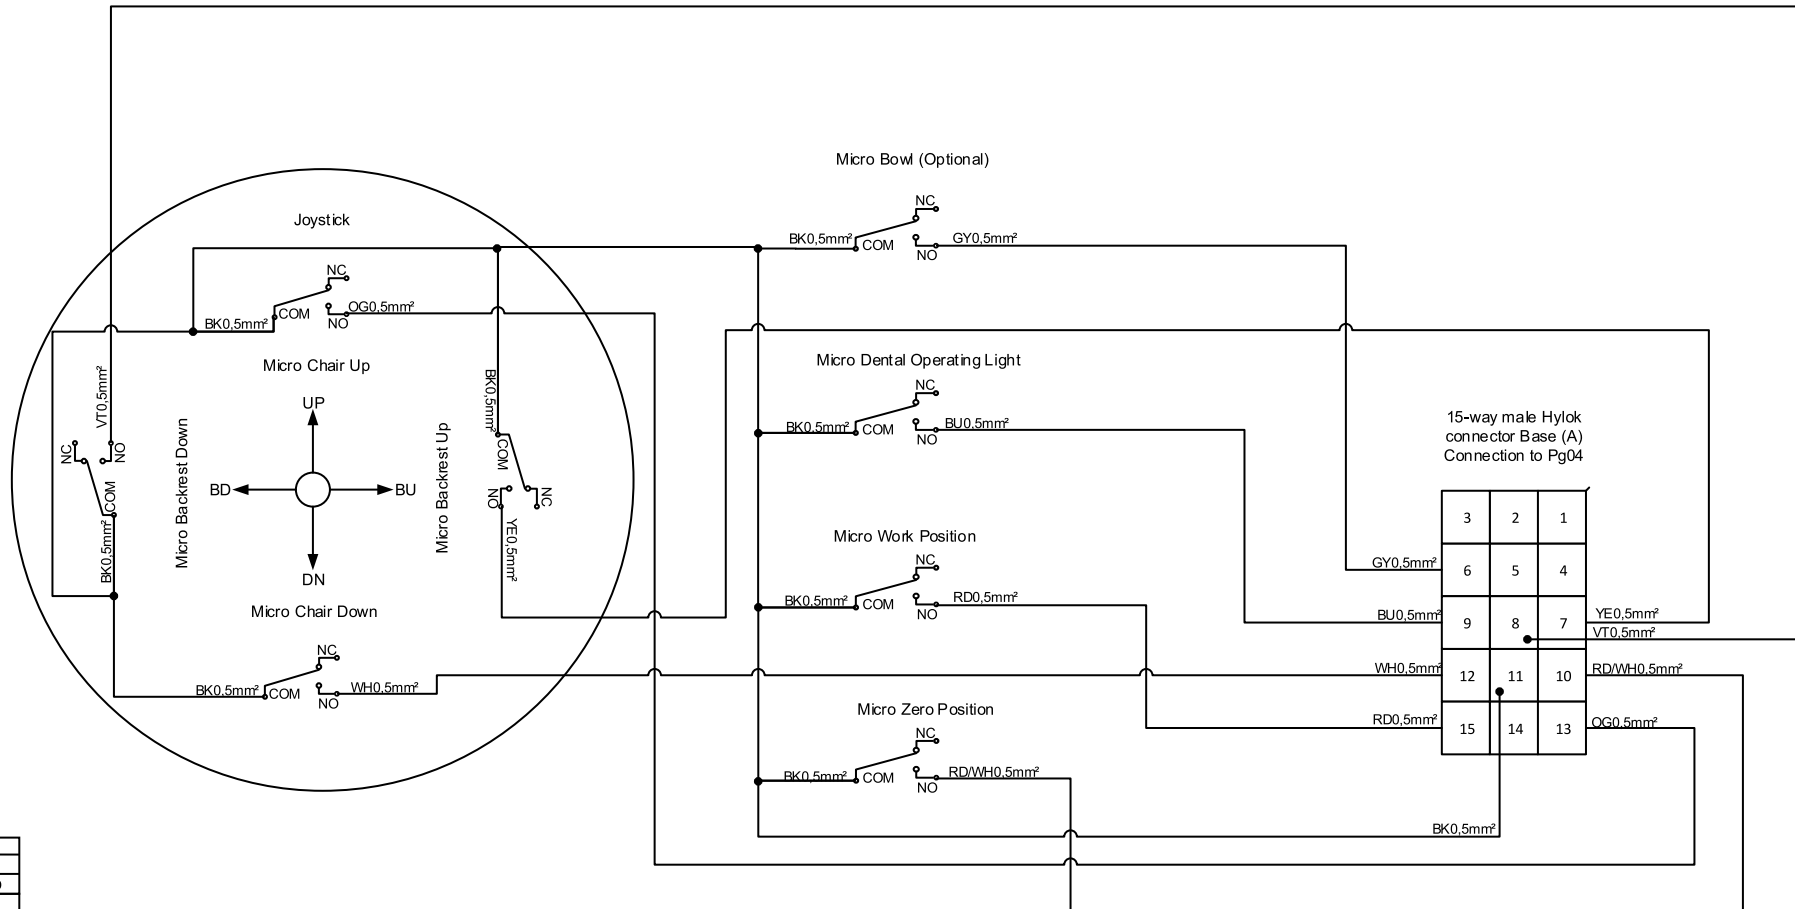 Micro Bowl (Optional)
NC
BK0,5mm²
COM
NO
GY0,5mm²
Joystick
NC
BK0,5mm²
COM
NO
OG0,5mm²
Micro Chair Up
VT0,5mm²
NC
NO
COM
BK0,5mm²
Micro Backrest Down
UP
BD
BU
DN
Micro Backrest Up
BK0,5mm²
COM
NO
NC
YE0,5mm²
Micro Chair Down
NC
BK0,5mm²
COM
NO
WH0,5mm²
Micro Dental Operating Light
NC
BK0,5mm²
COM
NO
BU0,5mm²
Micro Work Position
NC
BK0,5mm²
COM
NO
RD0,5mm²
Micro Zero Position
NC
BK0,5mm²
COM
NO
RD/WH0,5mm²
15-way male Hylok
connector Base (A)
Connection to Pg04
3 2 1
GY0,5mm² 6 5 4
BU0,5mm² 9 8 7 YE0,5mm²
VT0,5mm²
WH0,5mm² 12 11 10 RD/WH0,5mm²
RD0,5mm² 15 14 13 OG0,5mm²
BK0,5mm²